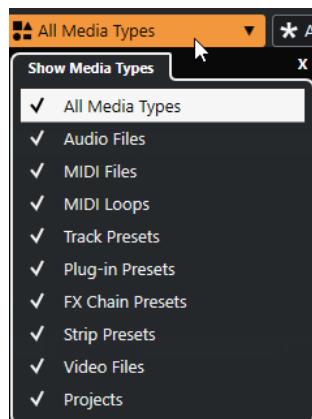 All Media Types
Show Media Types
X
All Media Types
Audio Files
MIDI Files
MIDI Loops
Track Presets
Plug-in Presets
FX Chain Presets
Strip Presets
Video Files
Projects